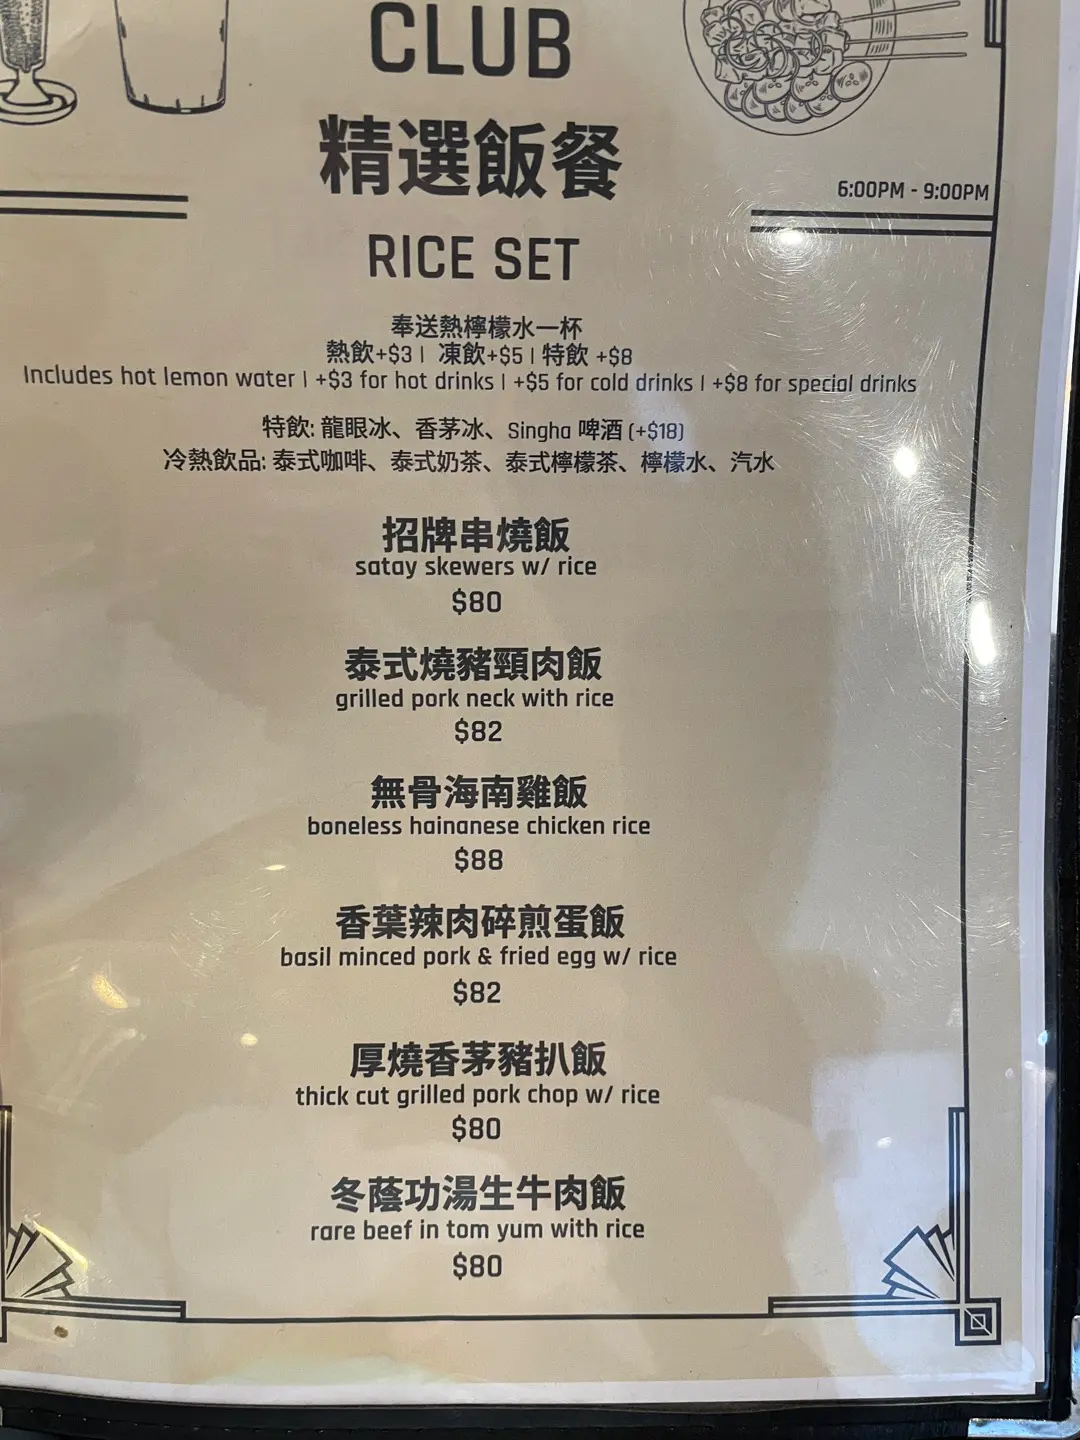 CLUB
精選飯餐
6:00PM - 9:00PM
RICE SET
奉送熱檸檬水一杯
熱飲+$3 | 凍飲+$5 | 特飲 +$8
Includes hot lemon water | +$3 for hot drinks | +$5 for cold drinks | +$8 for special drinks
特飲: 龍眼冰、香茅冰、Singha 啤酒 (+$18)
冷熱飲品: 泰式咖啡、泰式奶茶、泰式檸檬茶、檸檬水、汽水
招牌串燒飯
satay skewers w/ rice
$80
泰式燒豬頸肉飯
grilled pork neck with rice
$82
無骨海南雞飯
boneless hainanese chicken rice
$88
香葉辣肉碎煎蛋飯
basil minced pork & fried egg w/ rice
$82
厚燒香茅豬扒飯
thick cut grilled pork chop w/ rice
$80
冬蔭功湯生牛肉飯
rare beef in tom yum with rice
$80